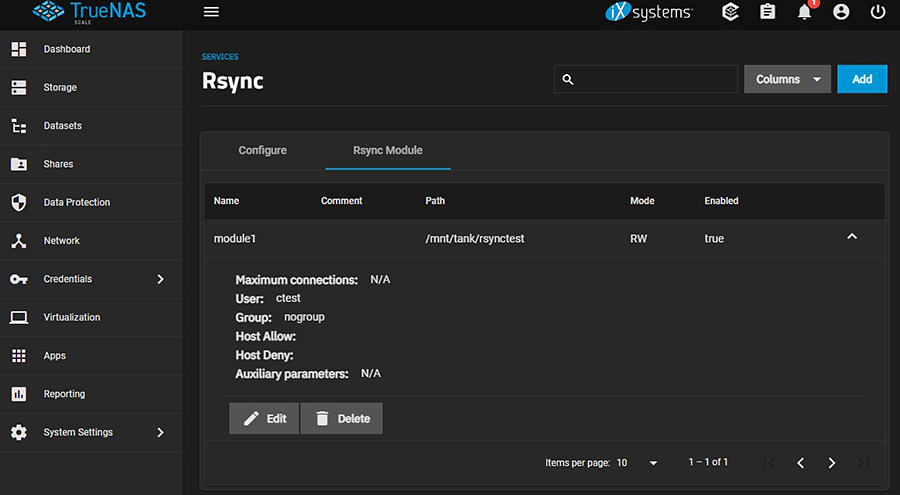 TrueNAS
SCALE
iXsystems
1
Dashboard
Storage
Datasets
Shares
Data Protection
Network
Credentials
Virtualization
Apps
Reporting
System Settings
SERVICES
Rsync
Columns
Add
Configure Rsync Module
Name Comment Path Mode Enabled
module1 /mnt/tank/rsynctest RW true
Maximum connections: N/A
User: ctest
Group: nogroup
Host Allow:
Host Deny:
Auxiliary parameters: N/A
Edit Delete
Items per page: 10 1 – 1 of 1